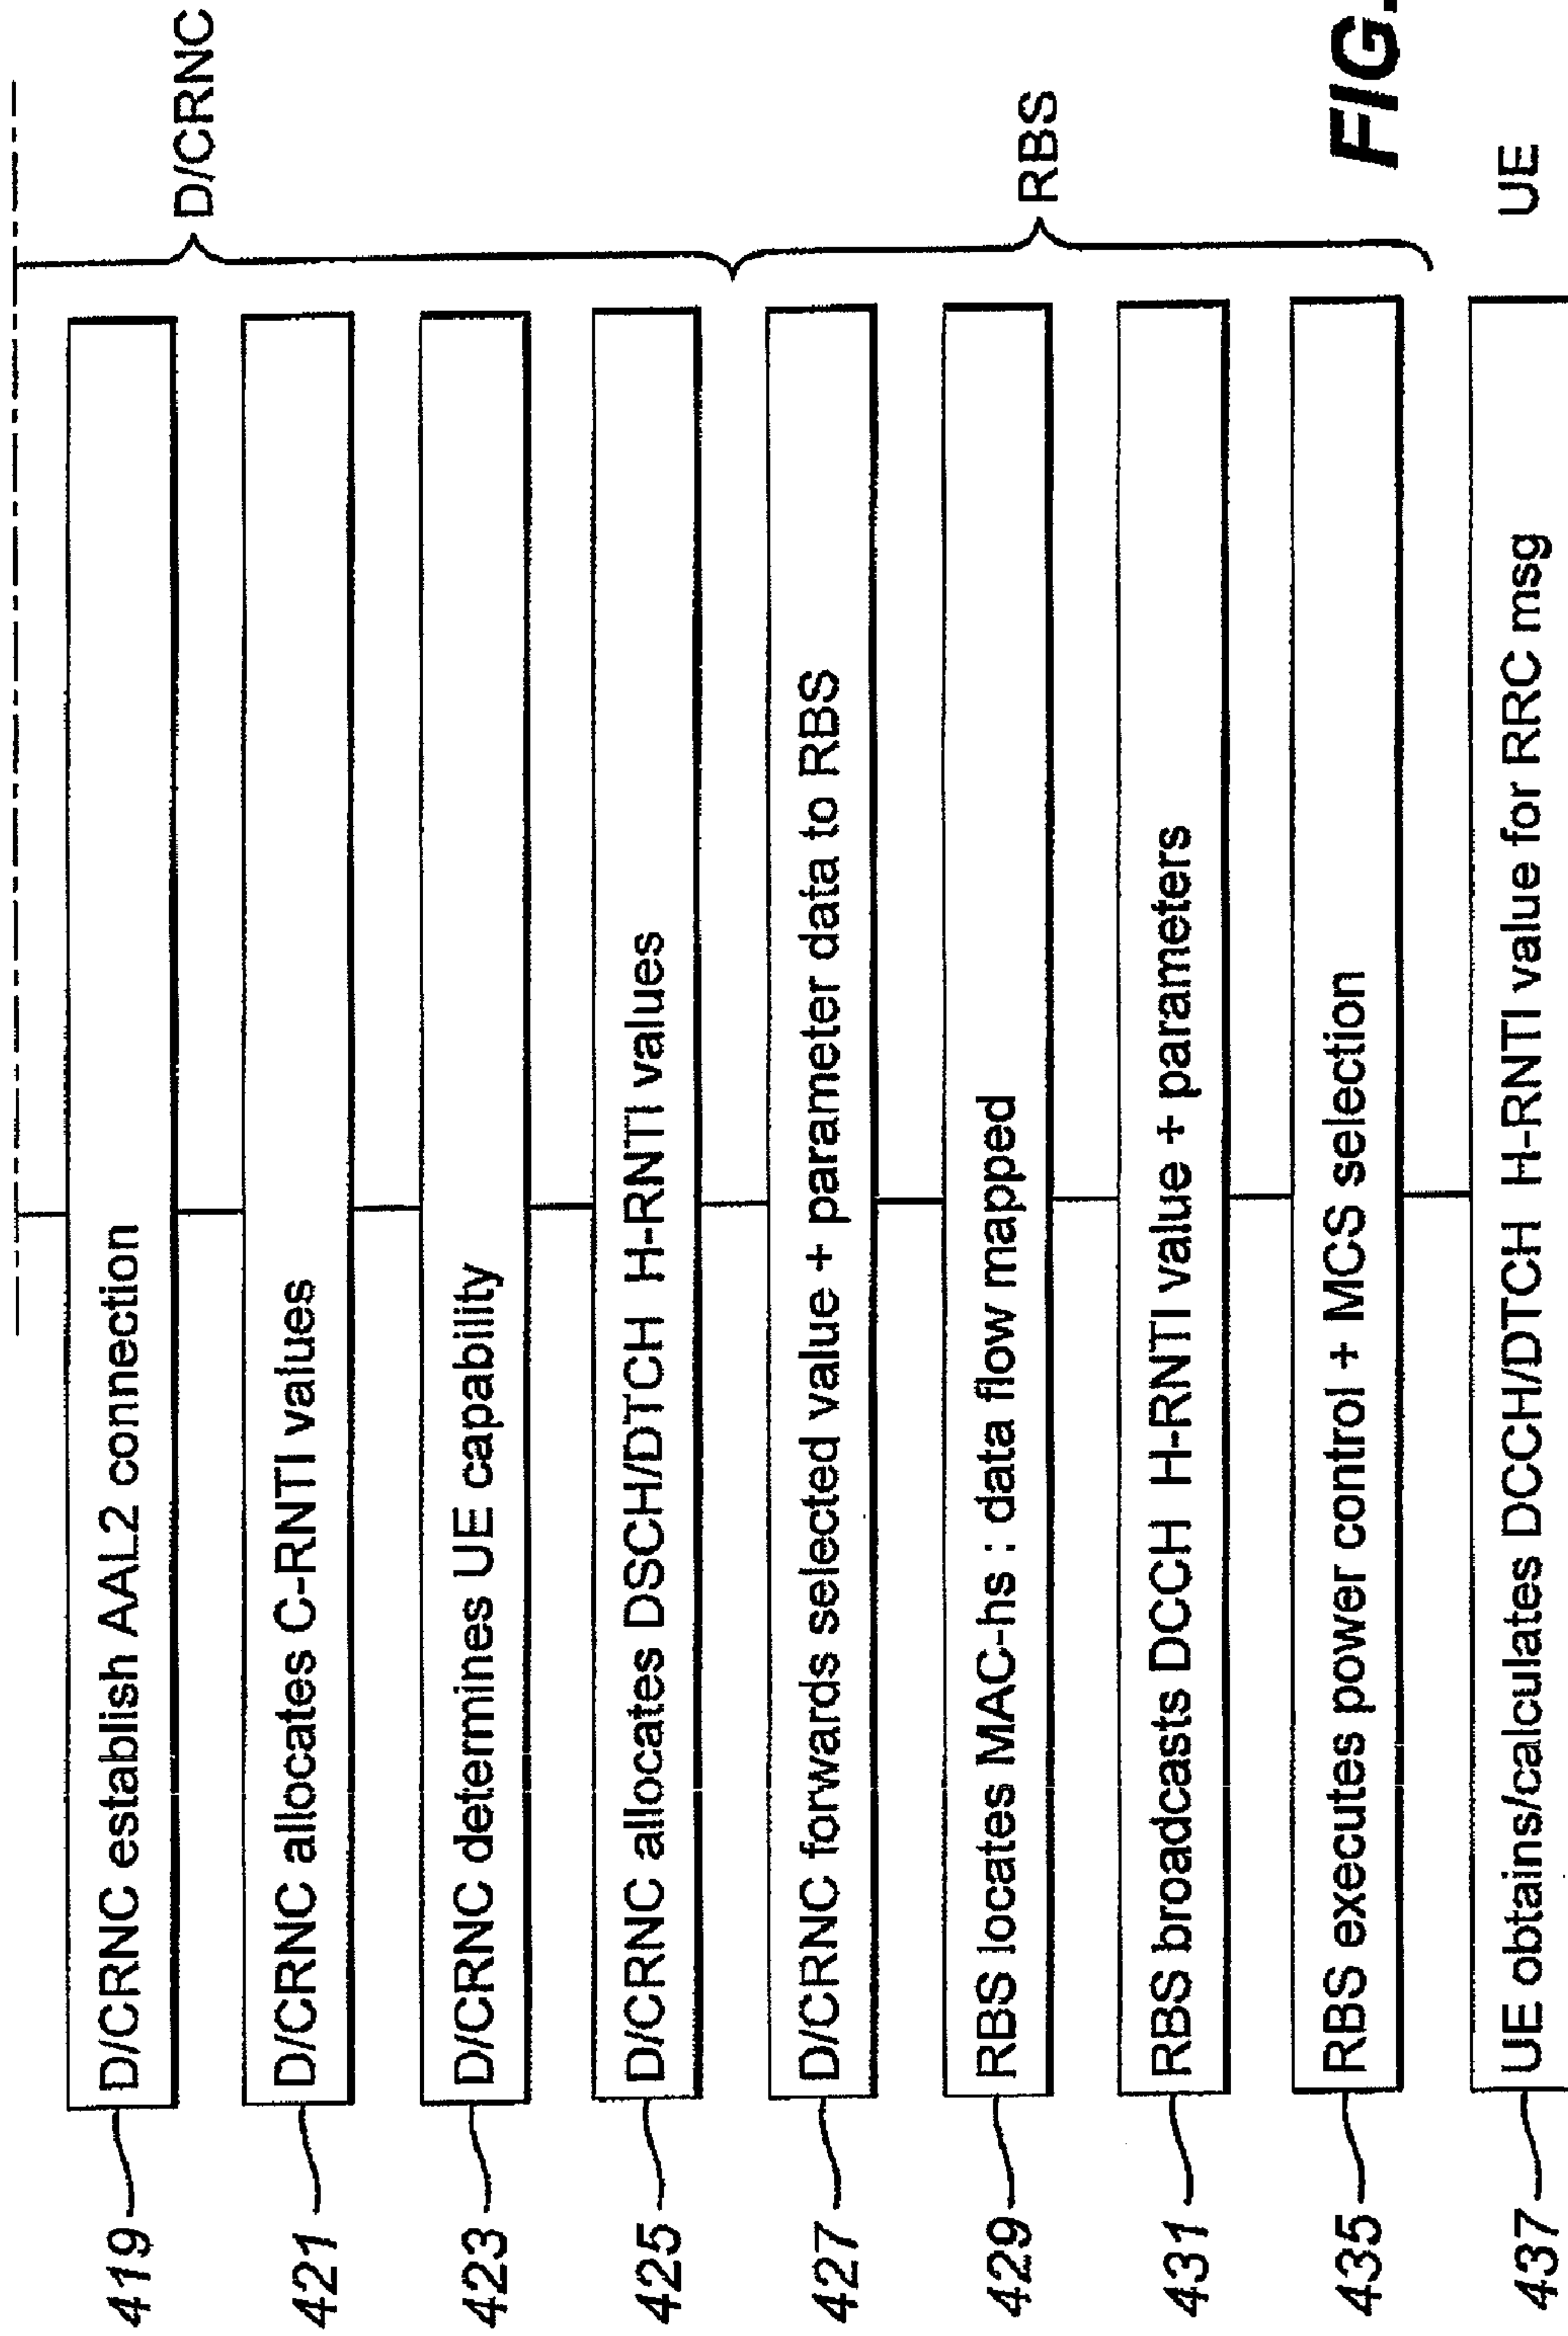 419 D/CRNC establish AAL2 connection
421 D/CRNC allocates C-RNTI values
423 D/CRNC determines UE capability
425 D/CRNC allocates DSCH/DTCH H-RNTI values
D/CRNC
427 D/CRNC forwards selected value + parameter data to RBS
429 RBS locates MAC-hs : data flow mapped
431 RBS broadcasts DCCH H-RNTI value + parameters
435 RBS executes power control + MCS selection
RBS
437 UE obtains/calculates DCCH/DTCH H-RNTI value for RRC msg
UE
FIG.